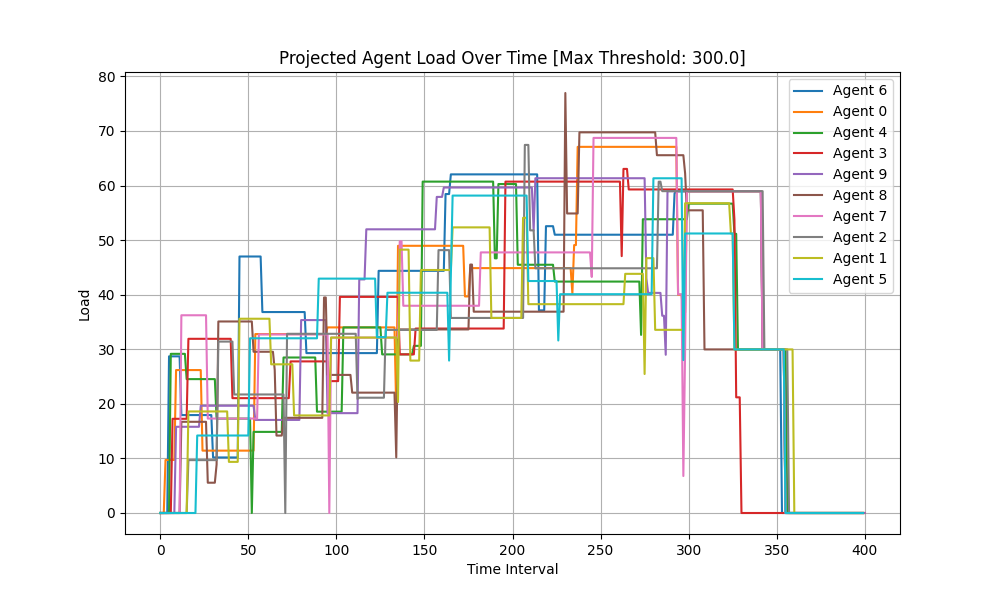 Projected Agent Load Over Time [Max Threshold: 300.0]
80
70
60
50
40
30
20
10
0
Load
0
50
100
150
200
250
300
350
400
Time Interval
Agent 6
Agent 0
Agent 4
Agent 3
Agent 9
Agent 8
Agent 7
Agent 2
Agent 1
Agent 5